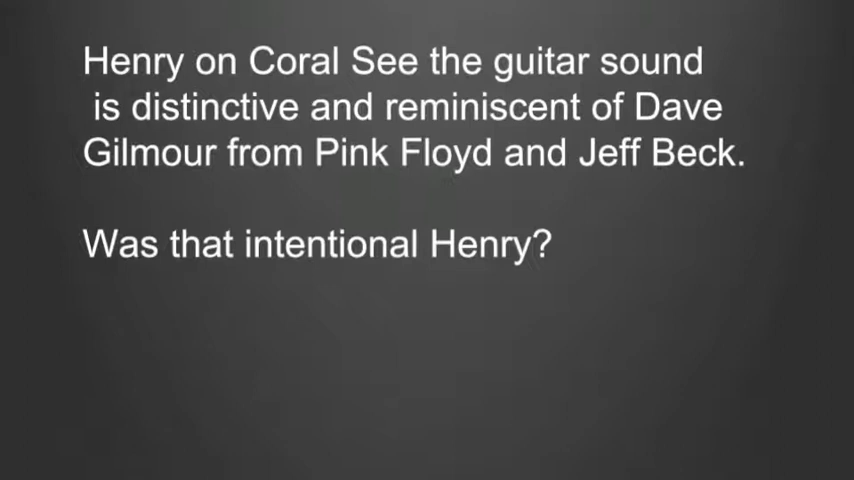 Henry on Coral See the guitar sound
is distinctive and reminiscent of Dave
Gilmour from Pink Floyd and Jeff Beck.
Was that intentional Henry?